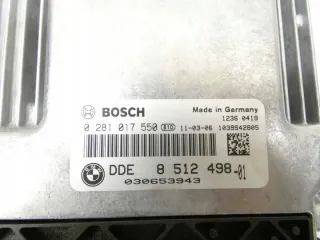 BOSCH
Made in Germany
1236 0419
0 281 017 550 11-03-06 1039S42805
DDE 8 512 498-01
030653943